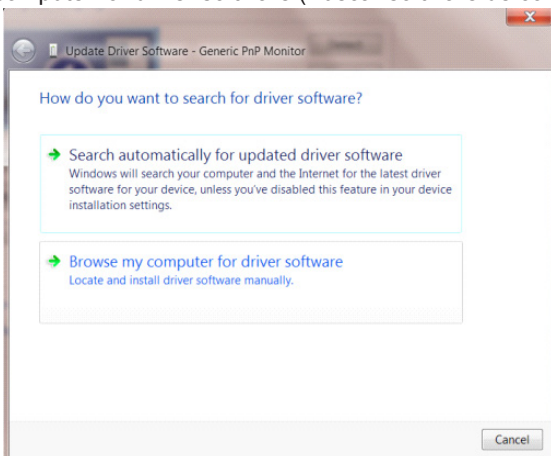 Update Driver Software - Generic PnP Monitor
How do you want to search for driver software?
Search automatically for updated driver software
Windows will search your computer and the Internet for the latest driver
software for your device, unless you've disabled this feature in your device
installation settings.
Browse my computer for driver software
Locate and install driver software manually.
Cancel